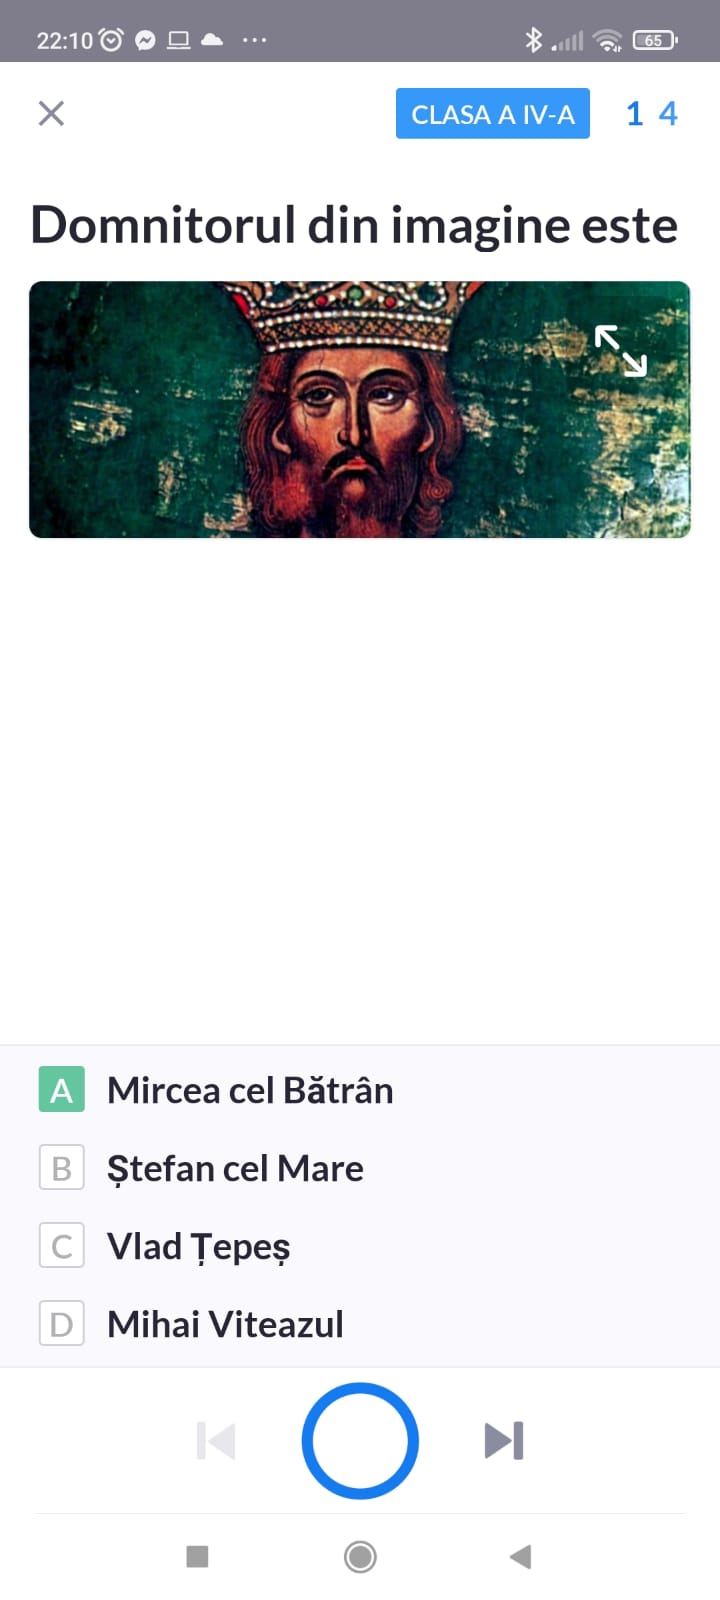 22:10
65
CLASA A IV-A
1 4
Domnitorul din imagine este
A Mircea cel Bătrân
B Ștefan cel Mare
C Vlad Țepeș
D Mihai Viteazul